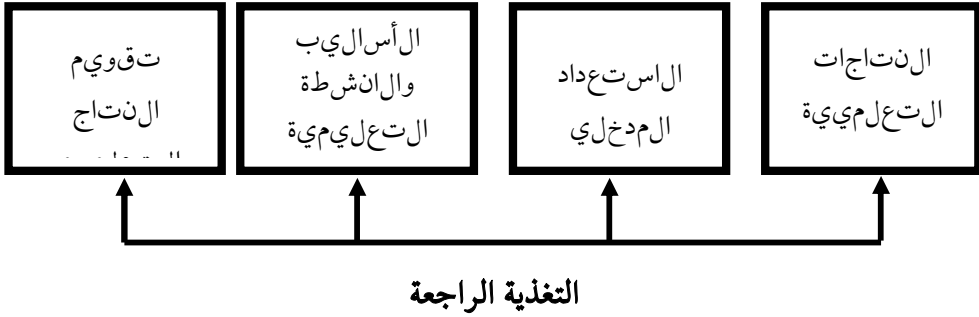 النتاجات
التعلميية
الاستعداد
المدخلي
الأساليب
والانشطة
التعليمية
تقويم
النتاج
التغذية الراجعة